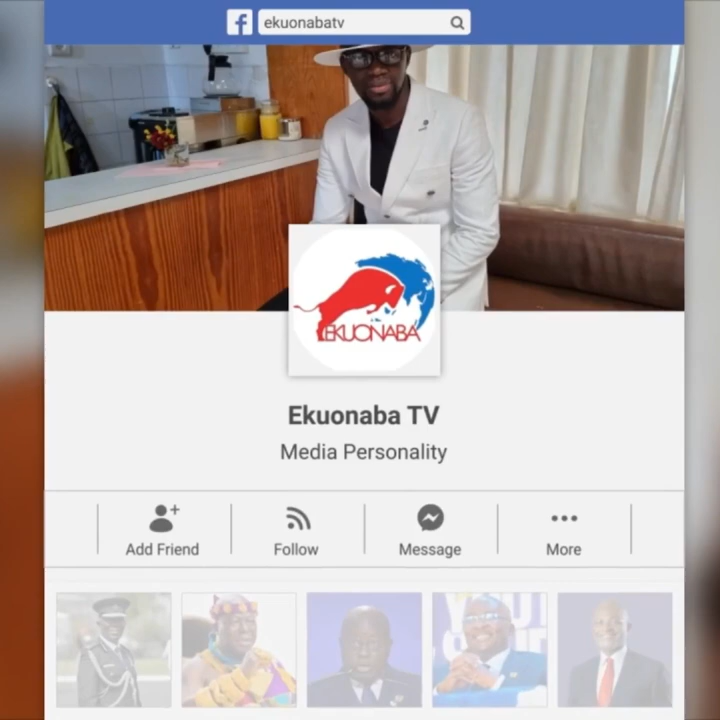 ekuonabatv
EKUONABA
Ekuonaba TV
Media Personality
Add Friend
Follow
Message
More